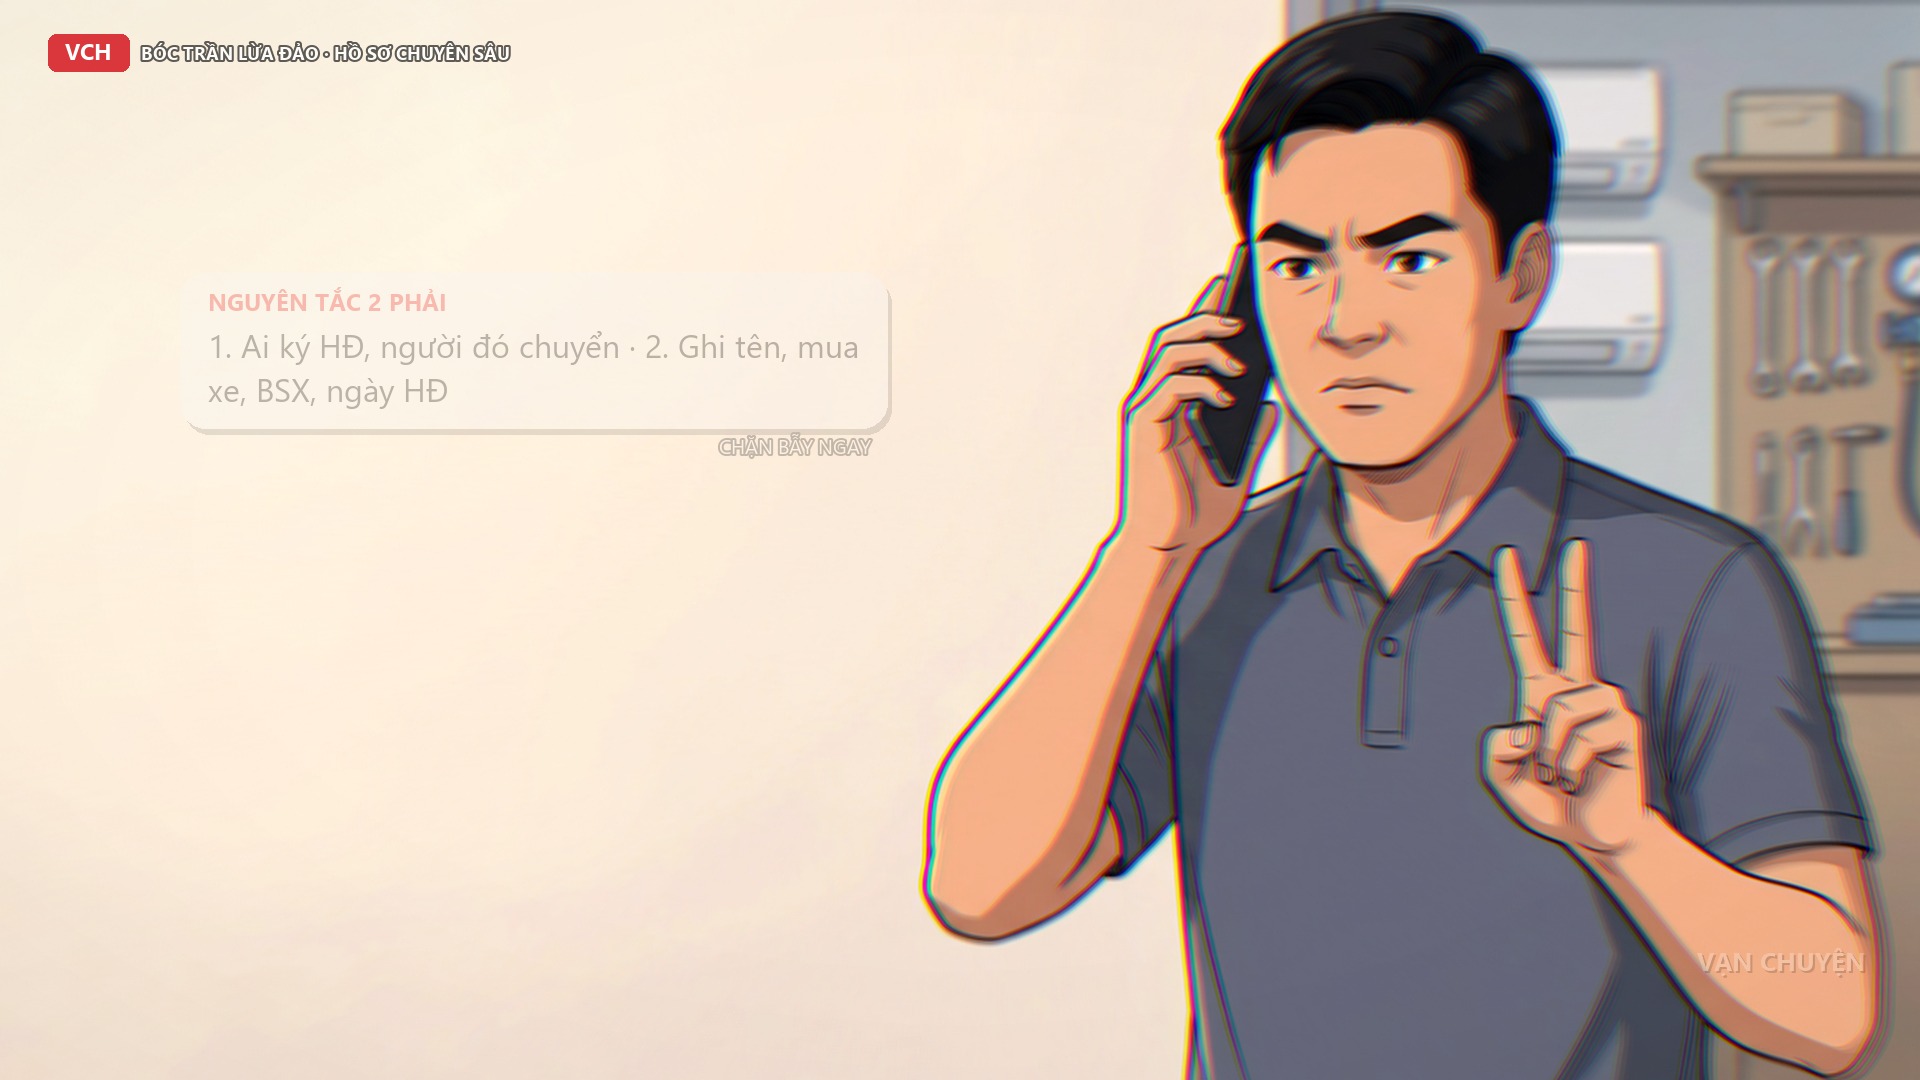 VCH BÓC TRẦN LỪA ĐẢO • HỒ SƠ CHUYÊN SÂU
NGUYÊN TẮC 2 PHẢI
1. Ai ký HĐ, người đó chuyển · 2. Ghi tên, mua
xe, BSX, ngày HĐ
CHẶN BẪY NGAY
VẠN CHUYỆN